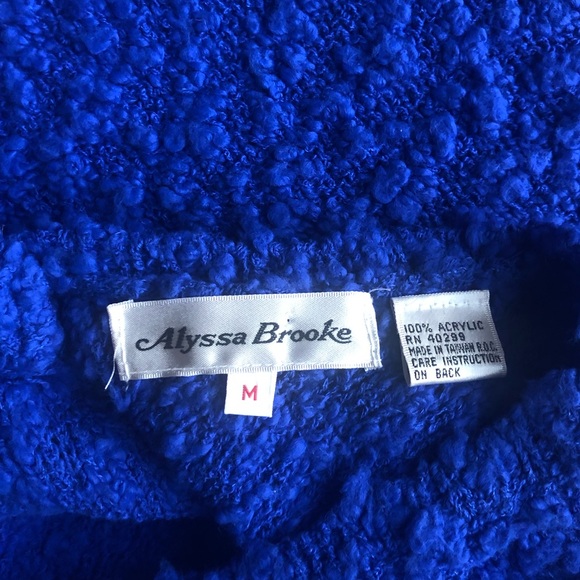 Alyssa Brooke
M
100% ACRYLIC
RN 40299
MADE IN TAIWAN R.O.C.
CARE INSTRUCTION
ON BACK